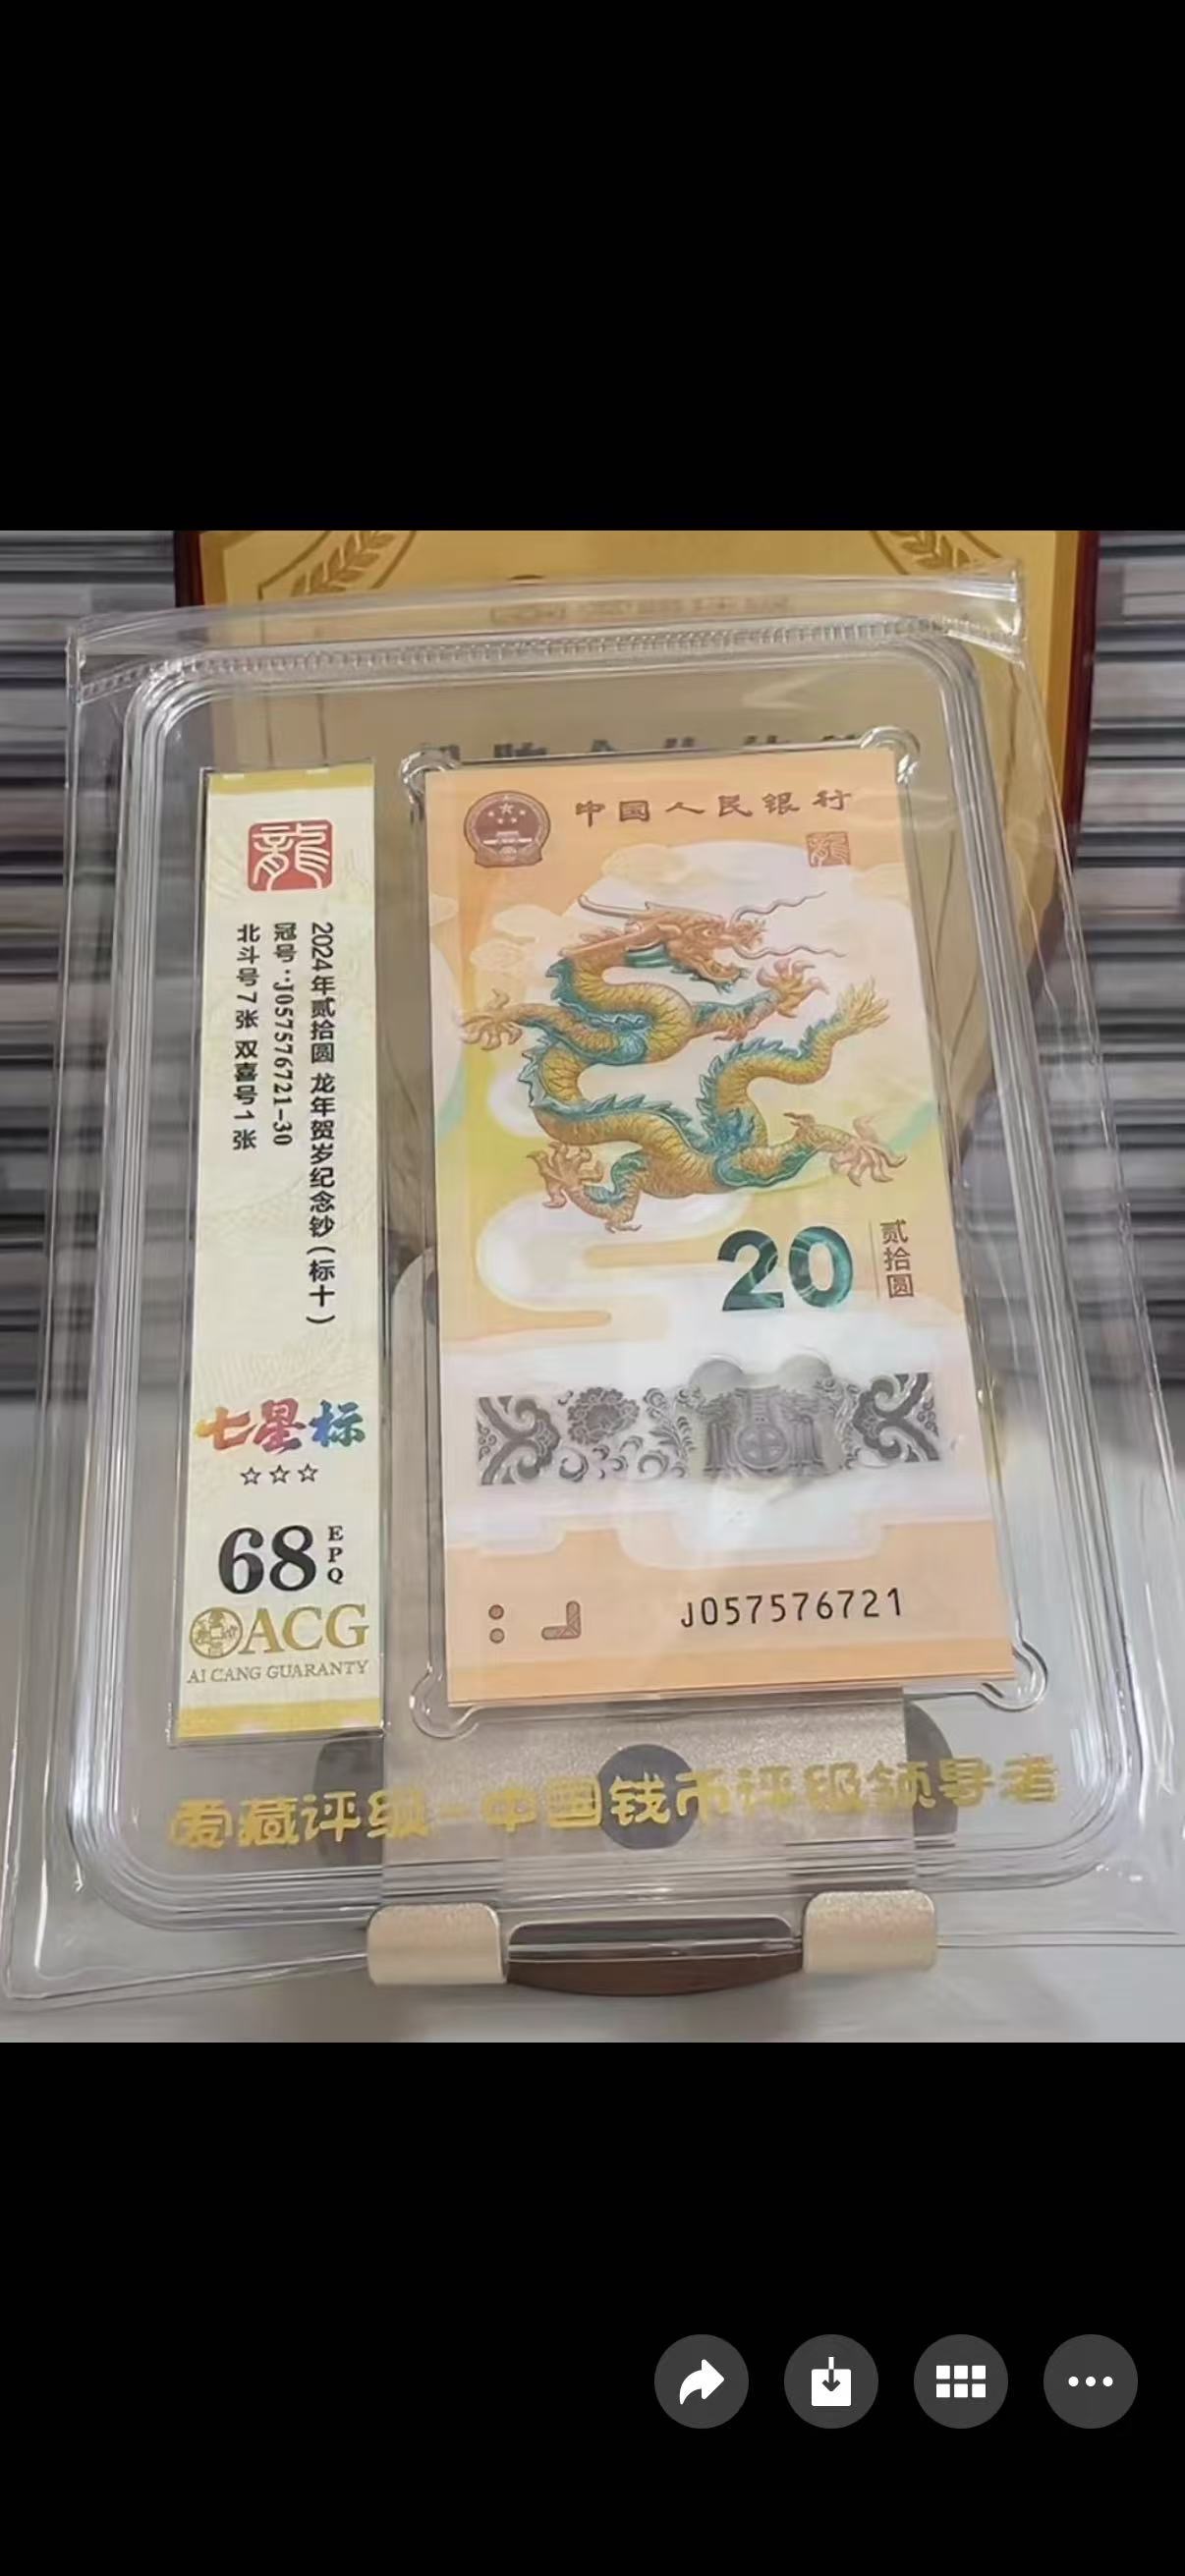 龍
2024年贰拾圆 龙年贺岁纪念钞(标十)
冠号:J057576721-30
北斗号7张 双喜号1张
七星标
☆☆☆
68 EPQ
ACG
AI CANG GUARANTY
中国人民银行
龍
20
贰拾圆
J057576721
爱藏评级-中国钱币评级领导者